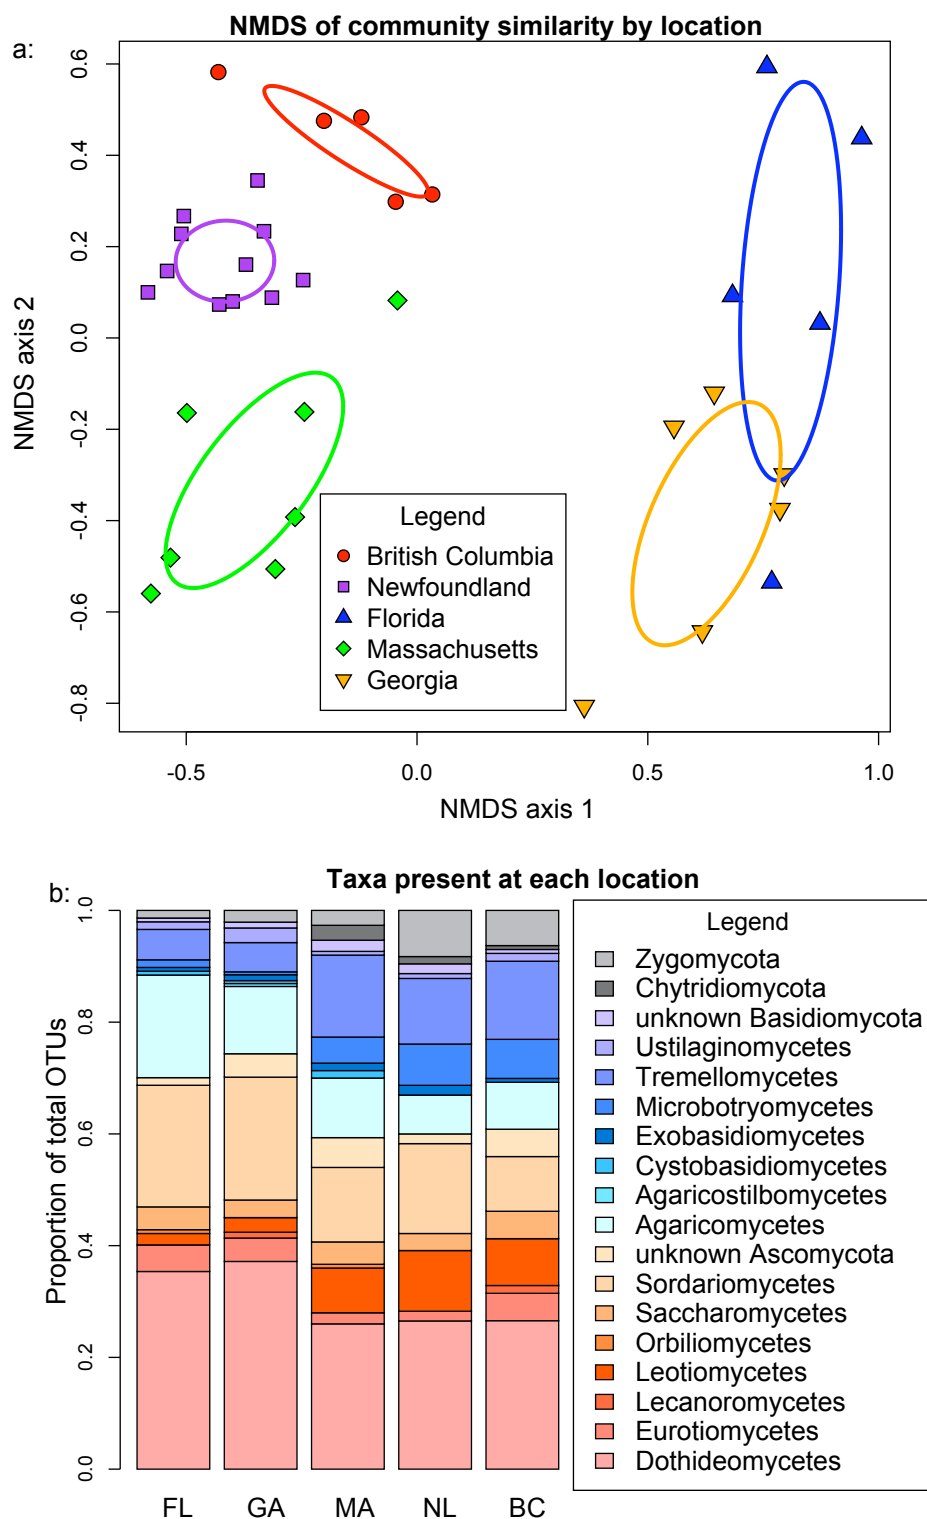 a:
NMDS of community similarity by location
NMDS axis 2
0.6
0.4
0.2
0.0
-0.2
-0.4
-0.6
-0.8
Legend
British Columbia
Newfoundland
Florida
Massachusetts
Georgia
-0.5
0.0
0.5
1.0
NMDS axis 1
b:
Taxa present at each location
Proportion of total OTUs
1.0
0.8
0.6
0.4
0.2
0.0
FL
GA
MA
NL
BC
Legend
Zygomycota
Chytridiomycota
unknown Basidiomycota
Ustilaginomycetes
Tremellomycetes
Microbotryomycetes
Exobasidiomycetes
Cystobasidiomycetes
Agaricostilbomycetes
Agaricomycetes
unknown Ascomycota
Sordariomycetes
Saccharomycetes
Orbiliomycetes
Leotiomycetes
Lecanoromycetes
Eurotiomycetes
Dothideomycetes